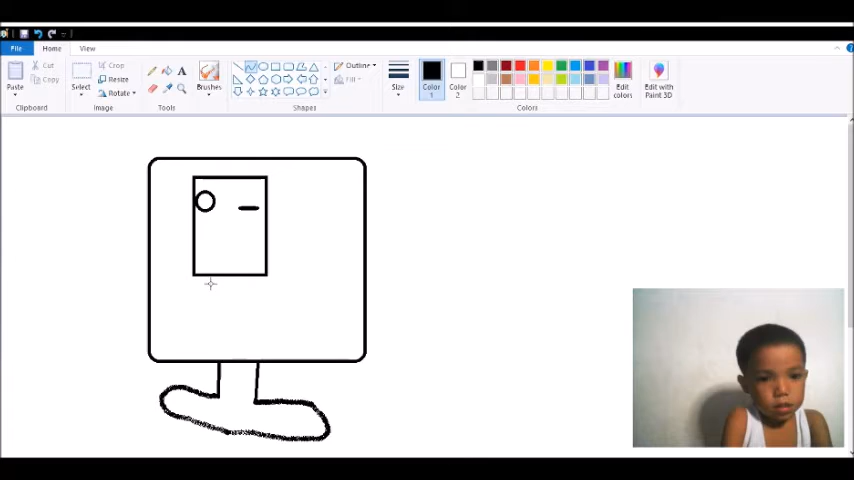 File Home View
Cut
Copy
Paste
Clipboard
Crop
Resize
Rotate
Select
Image
A
Tools
Brushes
Outline
Fill
Shapes
Size
Color 1
Color 2
Edit colors
Colors
Edit with Paint 3D